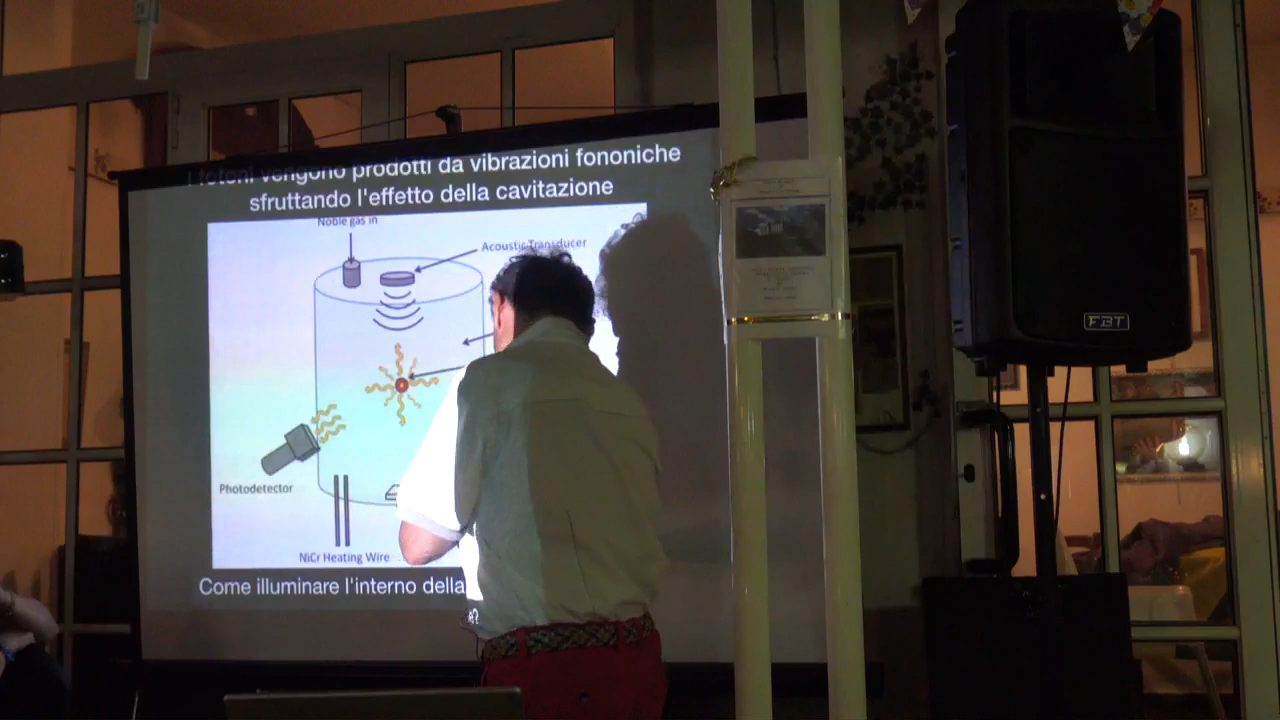 I fotoni vengono prodotti da vibrazioni fononiche
sfruttando l'effetto della cavitazione
Noble gas in
Acoustic Transducer
Photodetector
NiCr Heating Wire
Come illuminare l'interno della
FBT